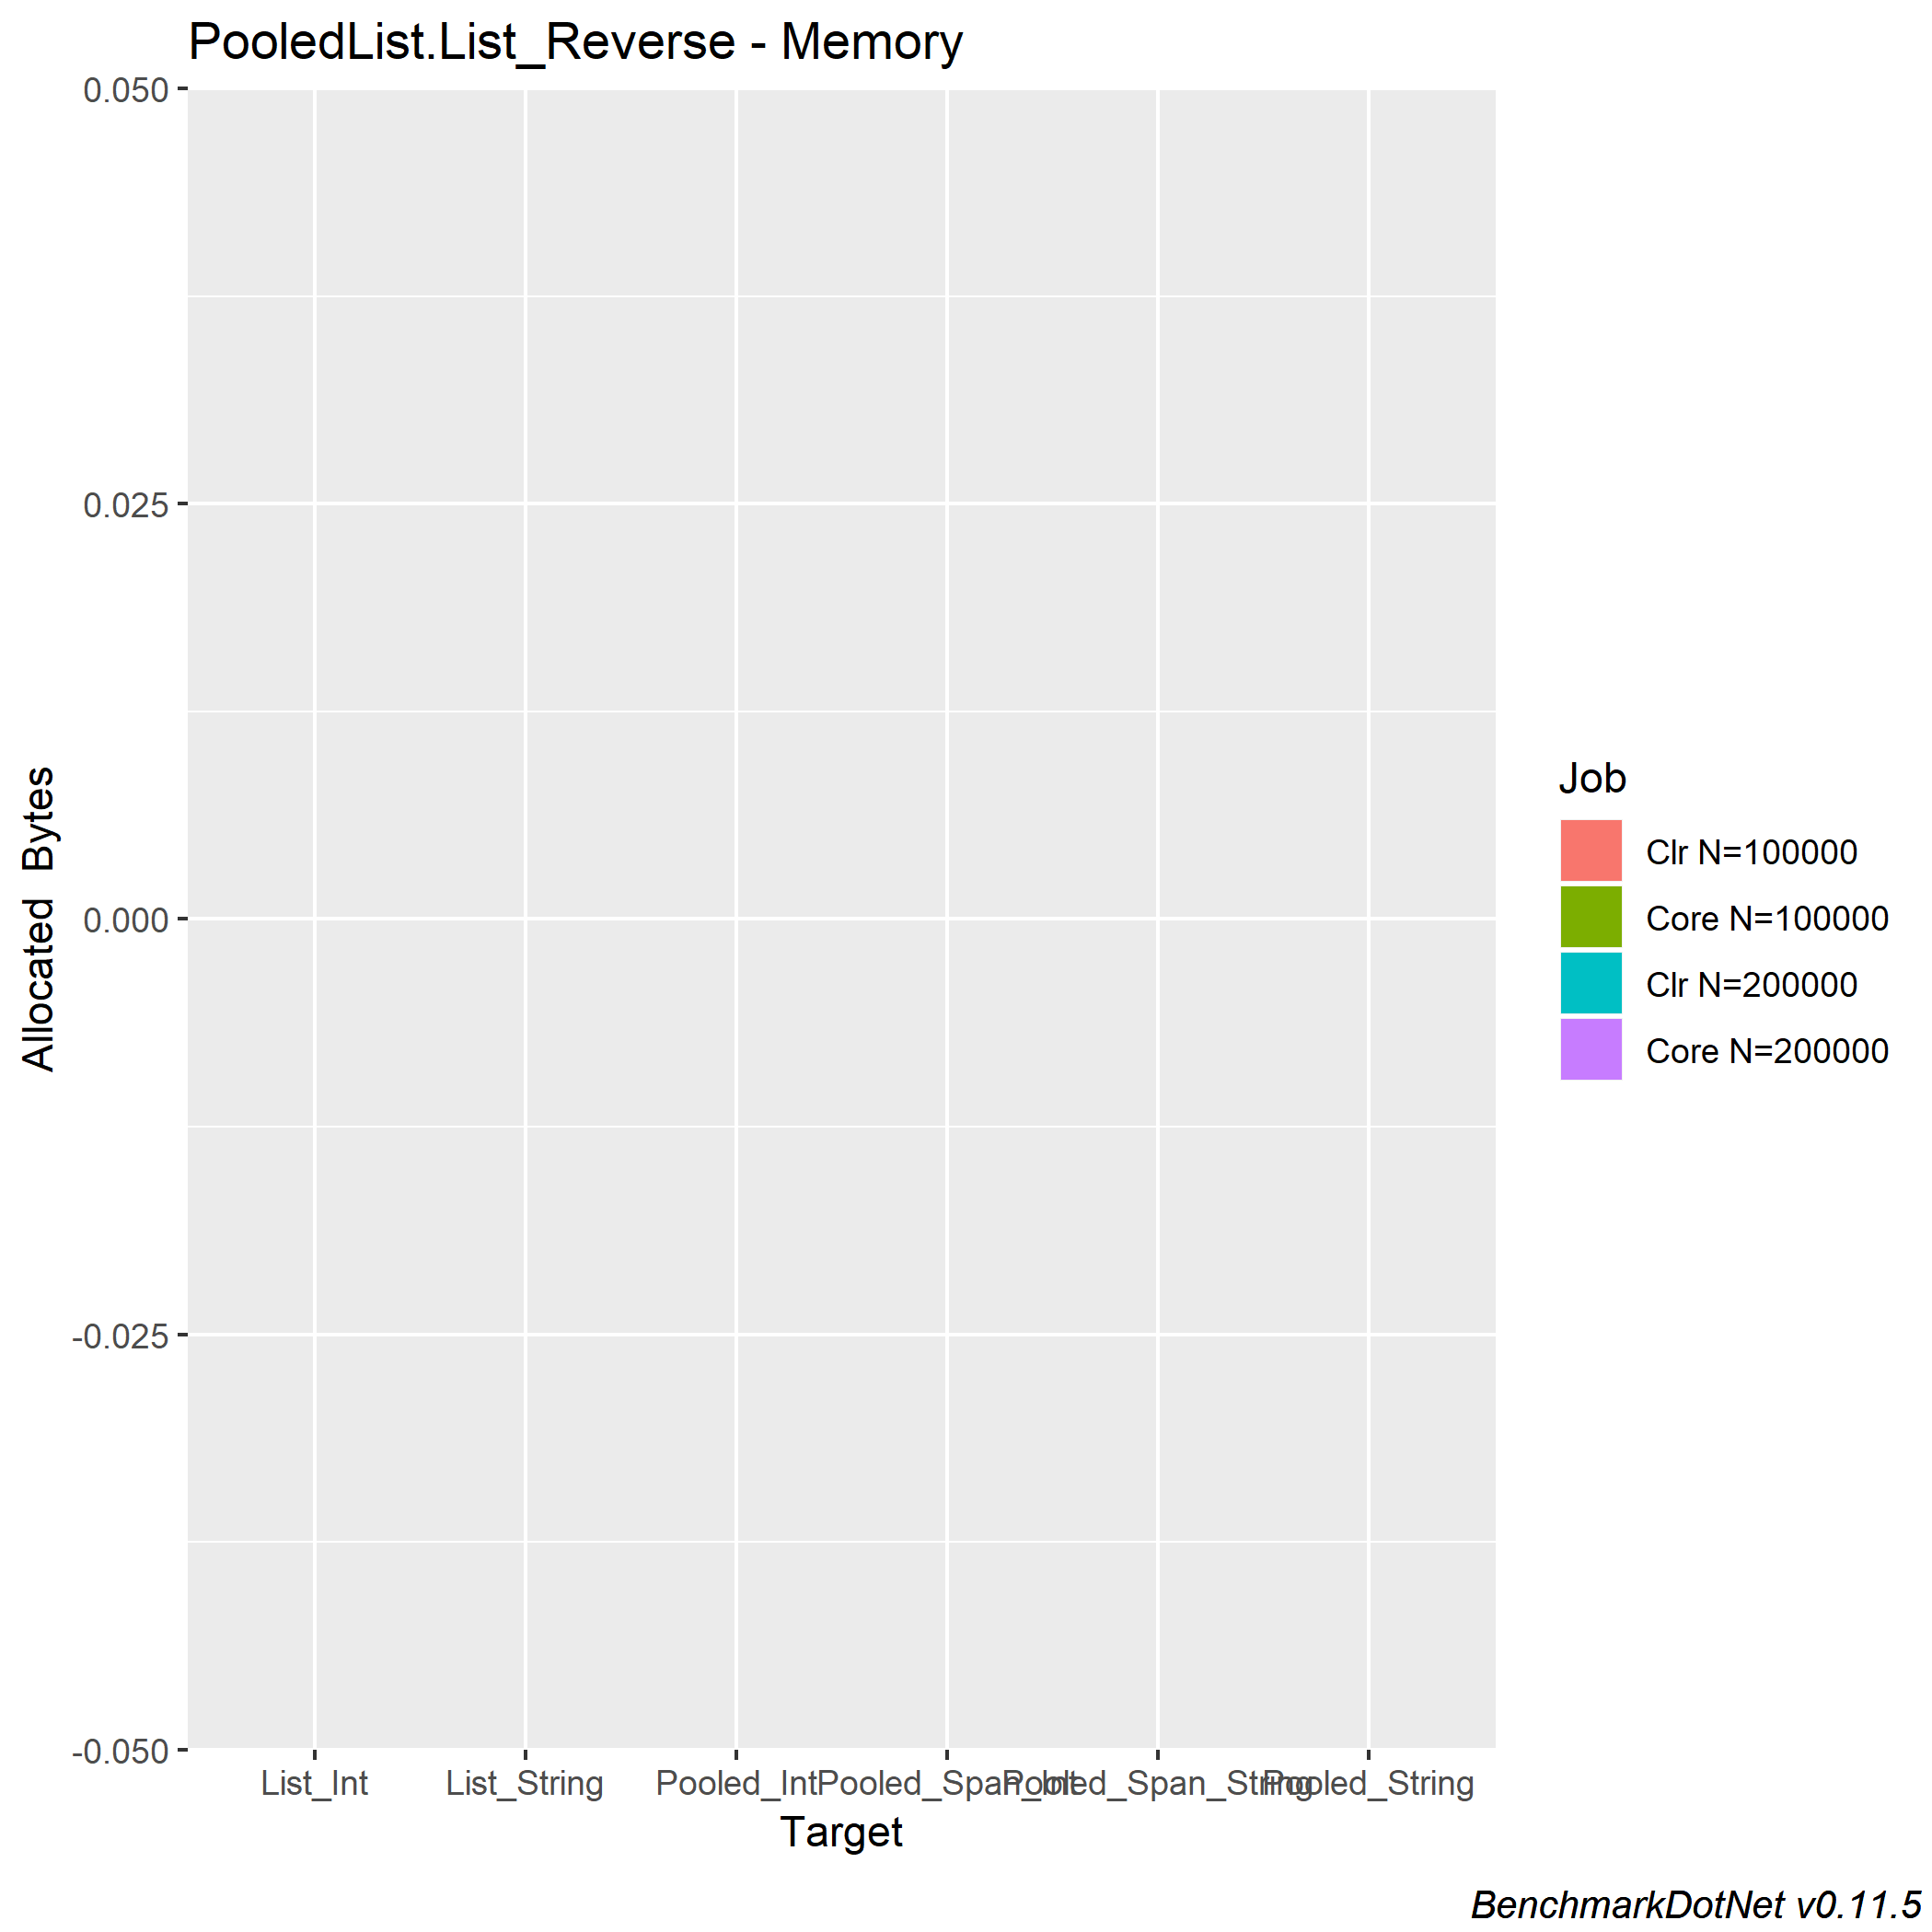 PooledList.List_Reverse - Memory
0.050
0.025
0.000
-0.025
-0.050
Allocated Bytes
List_Int List_String Pooled_Int Pooled_Span_Int Pooled_Span_String Pooled_String
Target
Job
Clr N=100000
Core N=100000
Clr N=200000
Core N=200000
BenchmarkDotNet v0.11.5